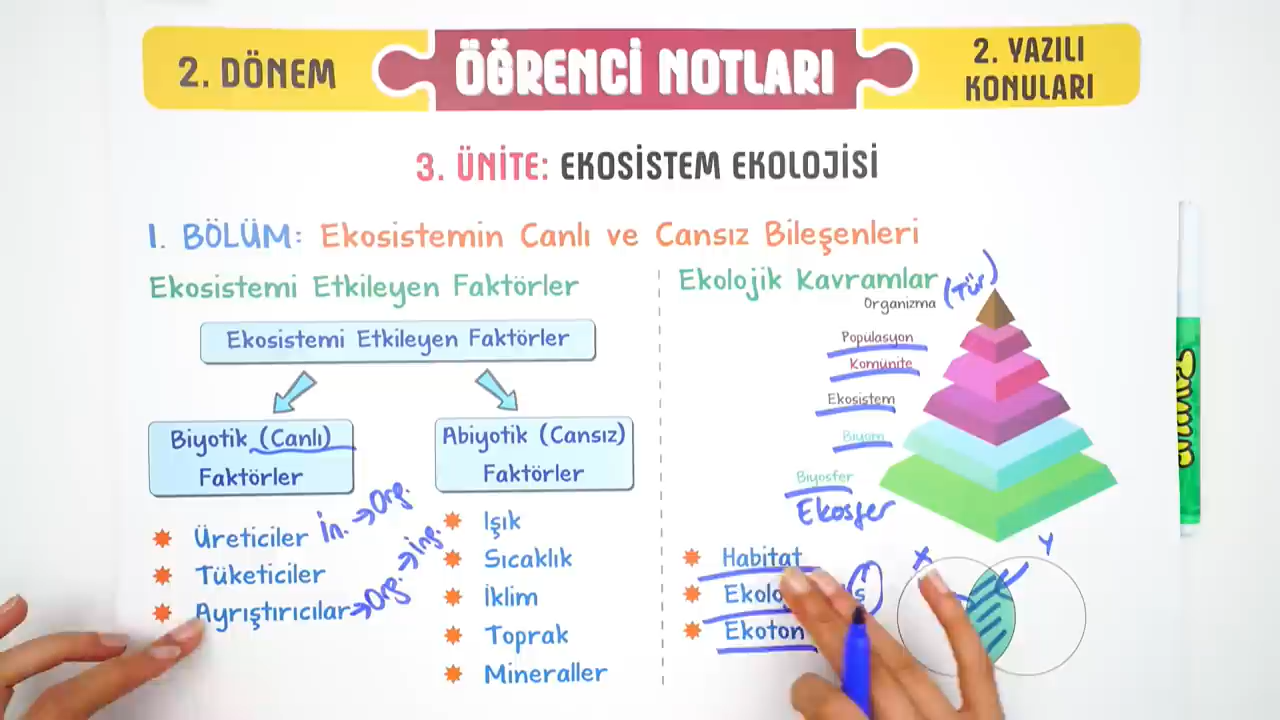 2. DÖNEM
ÖĞRENCİ NOTLARI
2. YAZILI
KONULARI
3. ÜNİTE: EKOSİSTEM EKOLOJİSİ
1. BÖLÜM: Ekosistemin Canlı ve Cansız Bileşenleri
Ekosistemi Etkileyen Faktörler
Ekosistemi Etkileyen Faktörler
Biyotik (Canlı)
Faktörler
Üreticiler İn. → Org.
Tüketiciler
Ayrıştırıcılar → Org. → İng.
Abiyotik (Cansız)
Faktörler
Işık
Sıcaklık
İklim
Toprak
Mineraller
Ekolojik Kavramlar
Organizma (Tür)
Popülasyon
Komünite
Ekosistem
Biyom
Biyosfer
Ekosfer
Habitat
Ekoton
X
Y